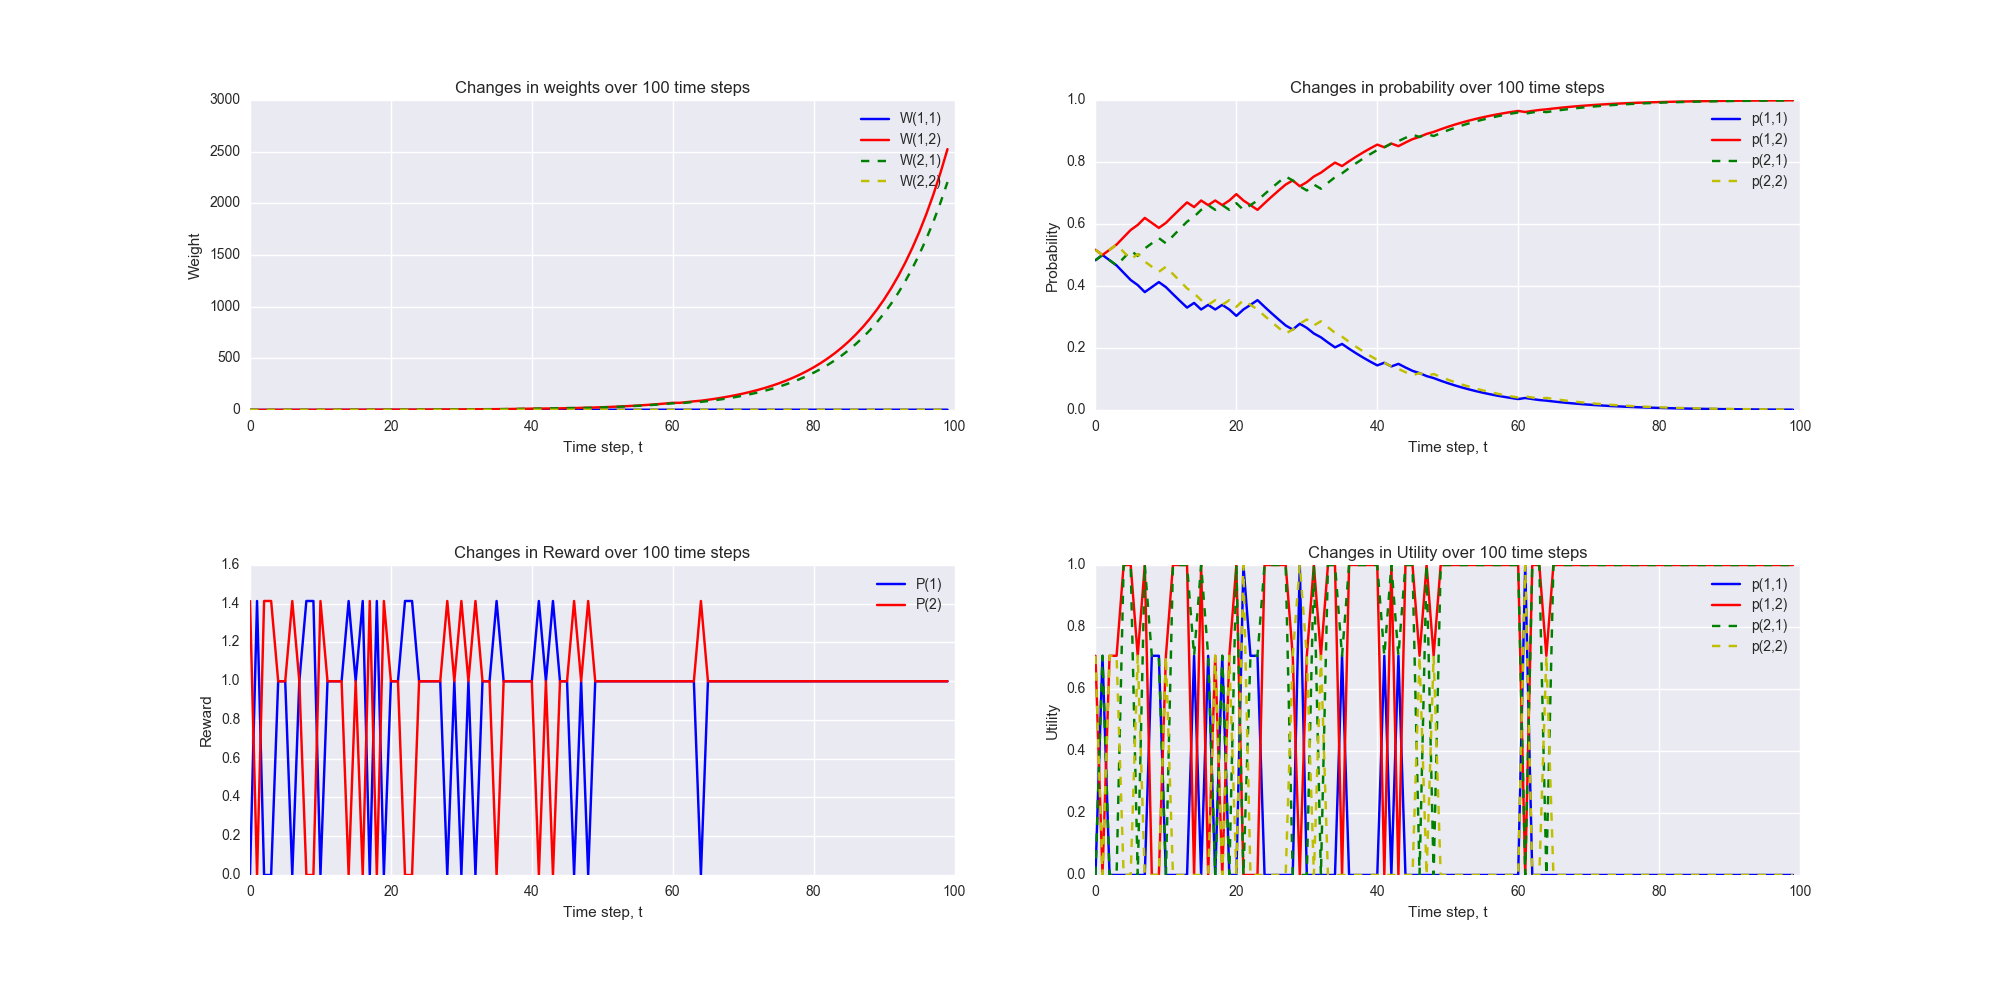 Changes in weights over 100 time steps
3000
2500
2000
1500
1000
500
0
Weight
W(1,1)
W(1,2)
W(2,1)
W(2,2)
0 20 40 60 80 100
Time step, t
Changes in probability over 100 time steps
1.0
0.8
0.6
0.4
0.2
0.0
Probability
p(1,1)
p(1,2)
p(2,1)
p(2,2)
0 20 40 60 80 100
Time step, t
Changes in Reward over 100 time steps
1.6
1.4
1.2
1.0
0.8
0.6
0.4
0.2
0.0
Reward
P(1)
P(2)
0 20 40 60 80 100
Time step, t
Changes in Utility over 100 time steps
1.0
0.8
0.6
0.4
0.2
0.0
Utility
p(1,1)
p(1,2)
p(2,1)
p(2,2)
0 20 40 60 80 100
Time step, t